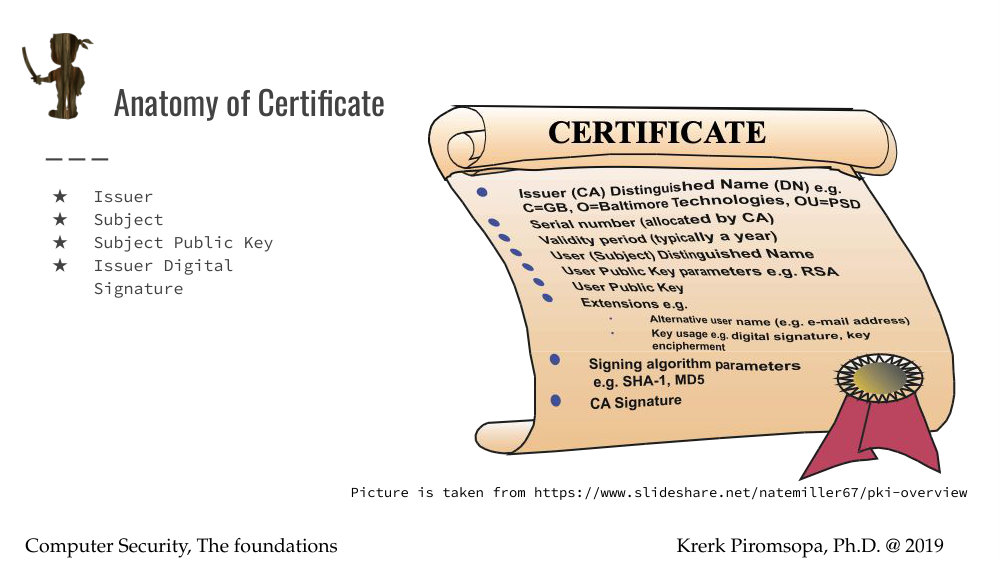 Anatomy of Certificate
★ Issuer
★ Subject
★ Subject Public Key
★ Issuer Digital
Signature
CERTIFICATE
Issuer (CA) Distinguished Name (DN) e.g.
C=GB, O=Baltimore Technologies, OU=PSD
Serial number (allocated by CA)
Validity period (typically a year)
User (Subject) Distinguished Name
User Public Key parameters e.g. RSA
User Public Key
Extensions e.g.
Alternative user name (e.g. e-mail address)
Key usage e.g. digital signature, key
encipherment
Signing algorithm parameters
e.g. SHA-1, MD5
CA Signature
Picture is taken from https://www.slideshare.net/natemiller67/pki-overview
Computer Security, The foundations
Krerk Piromsopa, Ph.D. @ 2019